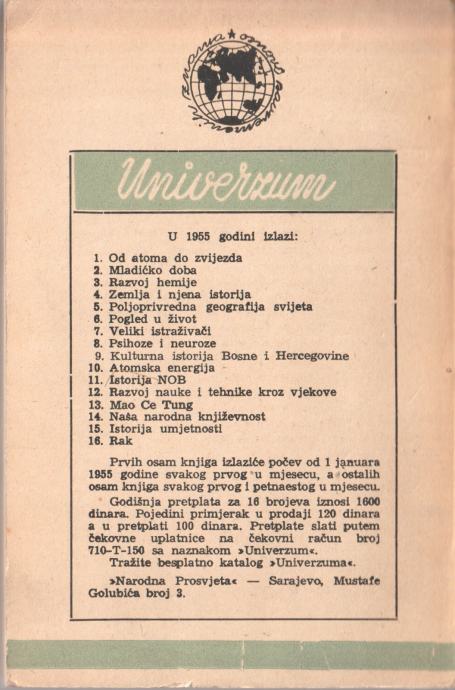 osnovi savremenih znanja
Univerzum
U 1955 godini izlazi:
1. Od atoma do zvijezda
2. Mladićko doba
3. Razvoj hemije
4. Zemlja i njena istorija
5. Poljoprivredna geografija svijeta
6. Pogled u život
7. Veliki istraživači
8. Psihoze i neuroze
9. Kulturna istorija Bosne i Hercegovine
10. Atomska energija
11. Istorija NOB
12. Razvoj nauke i tehnike kroz vjekove
13. Mao Ce Tung
14. Naša narodna književnost
15. Istorija umjetnosti
16. Rak
Prvih osam knjiga izlaziće počev od 1 januara
1955 godine svakog prvog u mjesecu, a ostalih
osam knjiga svakog prvog i petnaestog u mjesecu.
Godišnja pretplata za 16 brojeva iznosi 1600
dinara. Pojedini primjerak u prodaji 120 dinara
a u pretplati 100 dinara. Pretplate slati putem
čekovne uplatnice na čekovni račun broj
710-T-150 sa naznakom »Univerzum«.
Tražite besplatno katalog »Univerzuma«.
»Narodna Prosvjeta« — Sarajevo, Mustafe
Golubića broj 3.